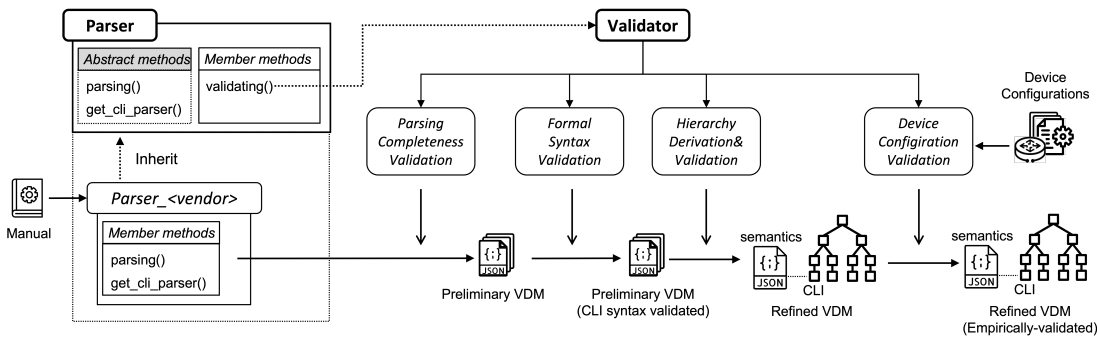 Parser
Abstract methods
parsing()
get_cli_parser()
Member methods
validating()
Inherit
Manual
Parser_<vendor>
Member methods
parsing()
get_cli_parser()
Validator
Parsing
Completeness
Validation
Formal
Syntax
Validation
Hierarchy
Derivation&
Validation
Device
Configiration
Validation
Device
Configurations
{;}
JSON
Preliminary VDM
{;}
JSON
Preliminary VDM
(CLI syntax validated)
semantics
{;}
JSON
CLI
Refined VDM
semantics
{;}
JSON
CLI
Refined VDM
(Empirically-validated)